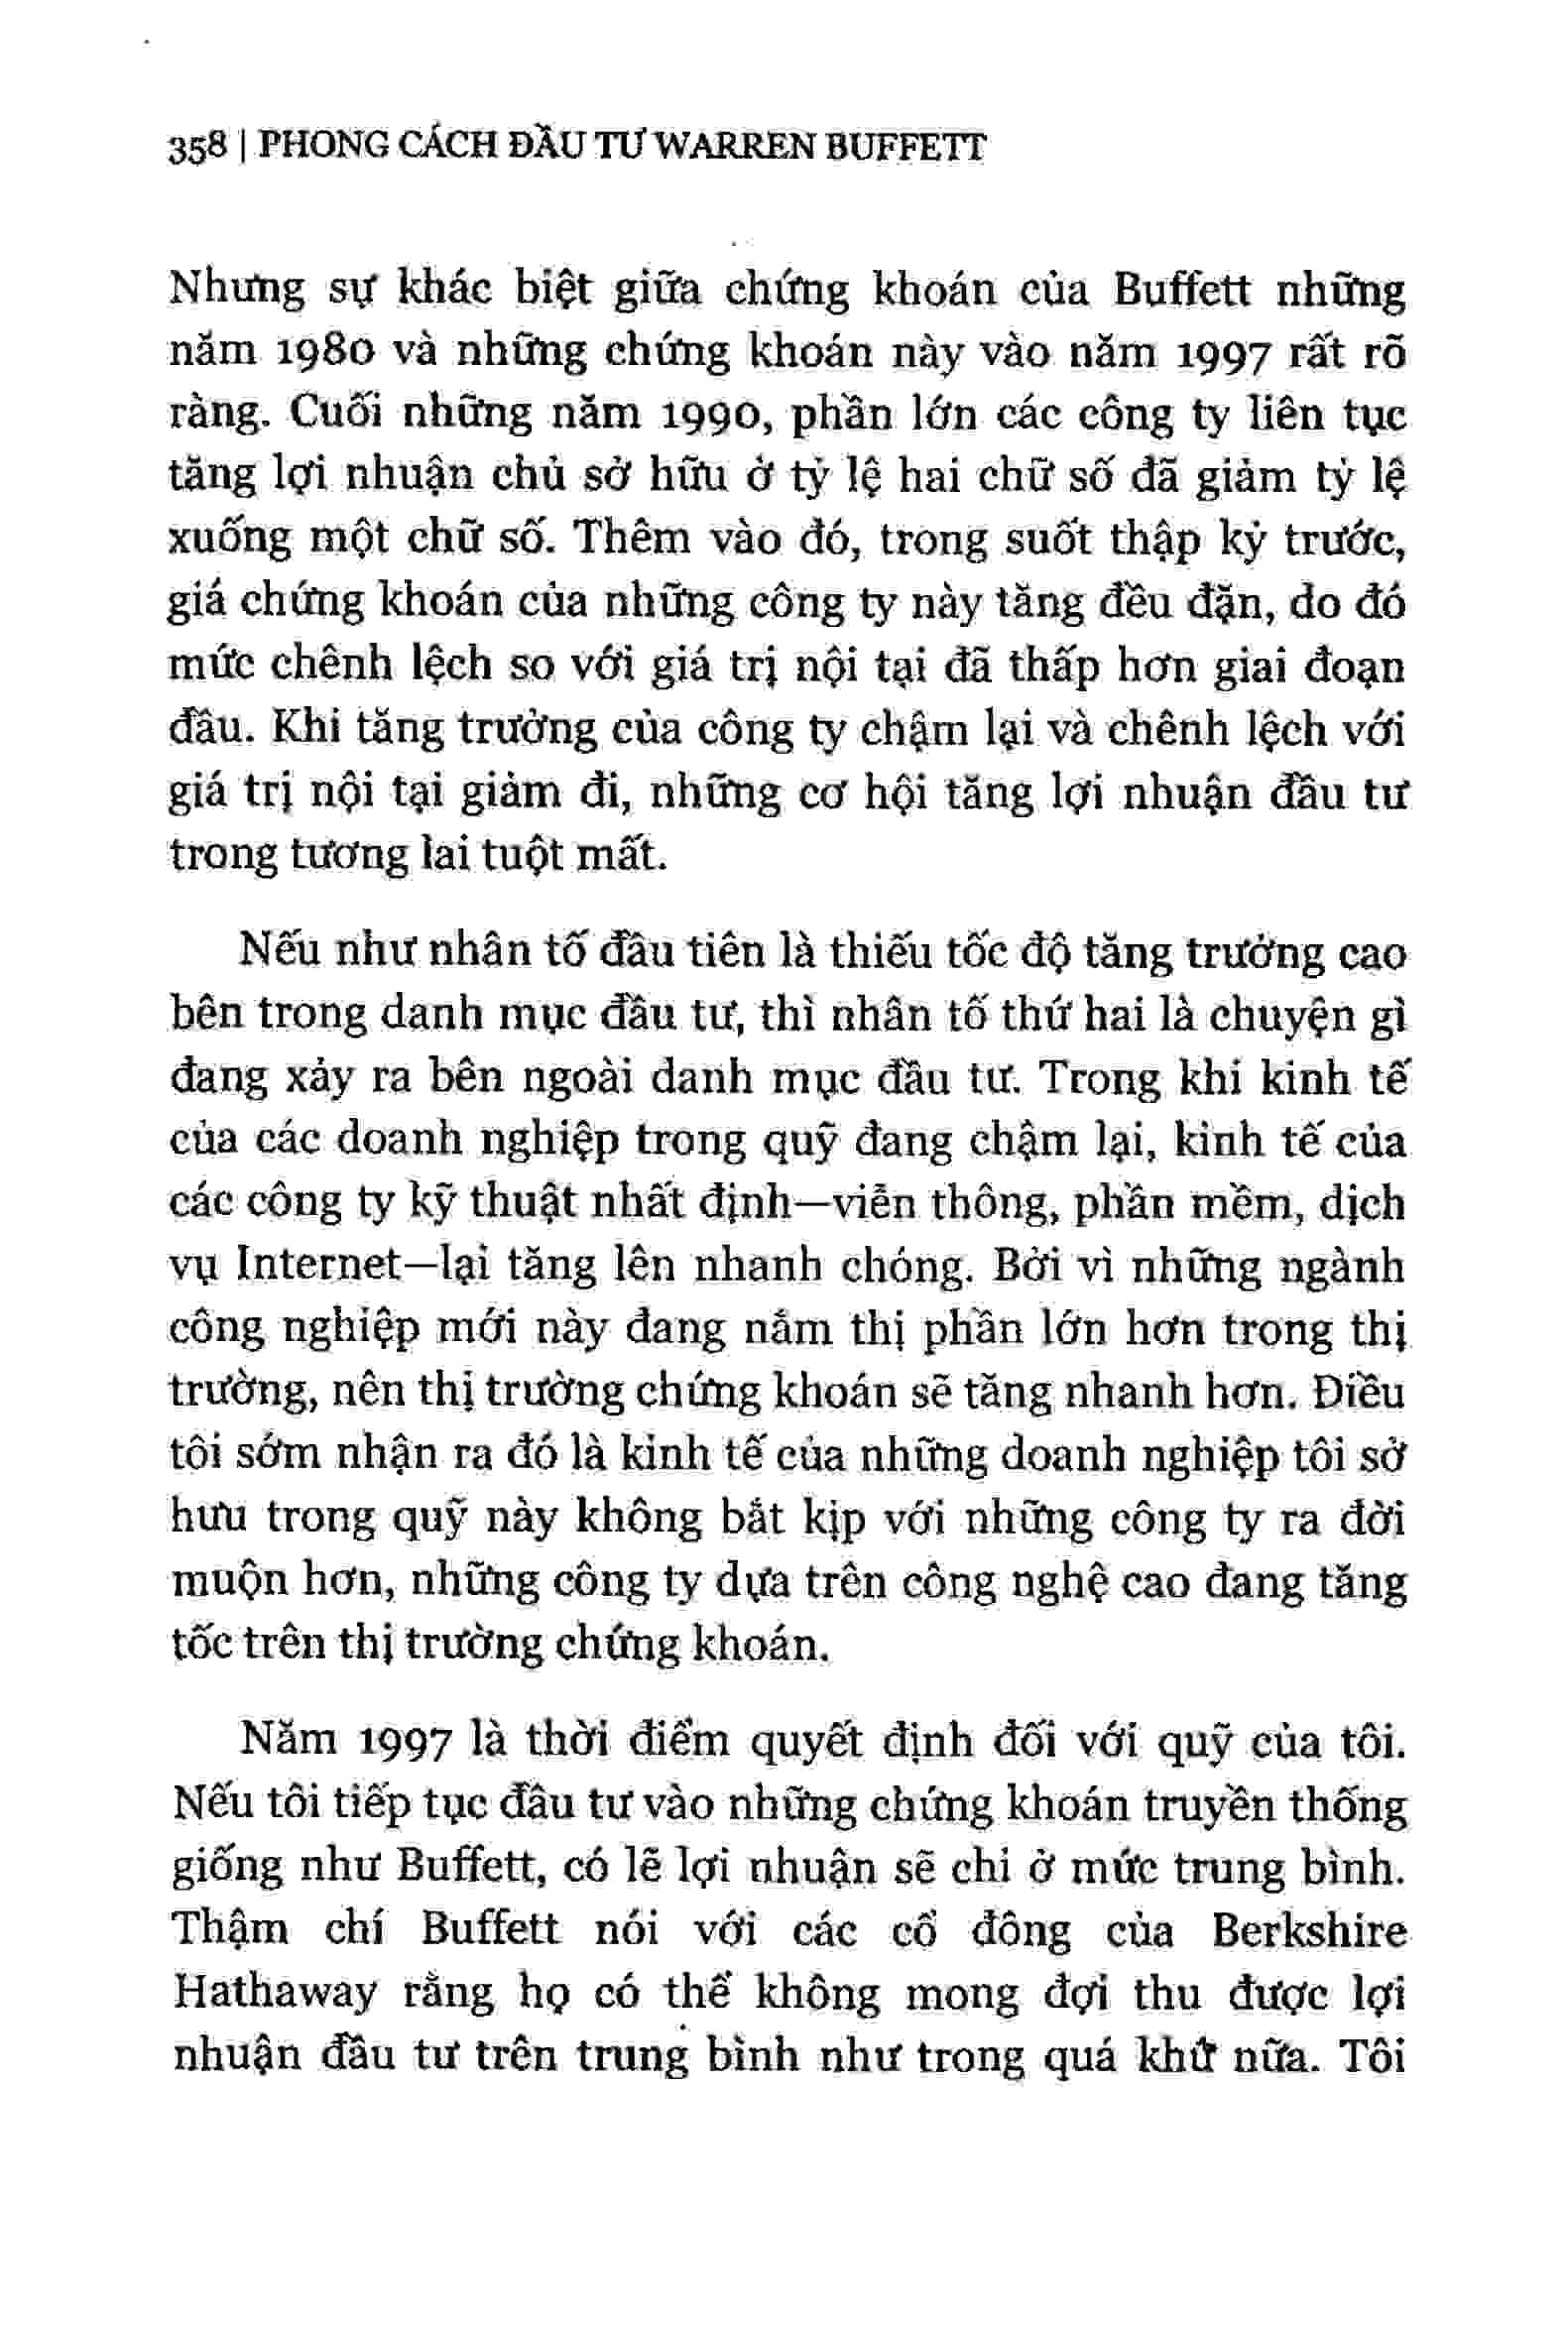 358 | PHONG CÁCH ĐẦU TƯ WARREN BUFFETT
Nhưng sự khác biệt giữa chứng khoán của Buffett những
năm 1980 và những chứng khoán này vào năm 1997 rất rõ
ràng. Cuối những năm 1990, phần lớn các công ty liên tục
tăng lợi nhuận chủ sở hữu ở tỷ lệ hai chữ số đã giảm tỷ lệ
xuống một chữ số. Thêm vào đó, trong suốt thập kỷ trước,
giá chứng khoán của những công ty này tăng đều đặn, do đó
mức chênh lệch so với giá trị nội tại đã thấp hơn giai đoạn
đầu. Khi tăng trưởng của công ty chậm lại và chênh lệch với
giá trị nội tại giảm đi, những cơ hội tăng lợi nhuận đầu tư
trong tương lai tuột mất.
Nếu như nhân tố đầu tiên là thiếu tốc độ tăng trưởng cao
bên trong danh mục đầu tư, thì nhân tố thứ hai là chuyện gì
đang xảy ra bên ngoài danh mục đầu tư. Trong khi kinh tế
của các doanh nghiệp trong quỹ đang chậm lại, kinh tế của
các công ty kỹ thuật nhất định—viễn thông, phần mềm, dịch
vụ Internet—lại tăng lên nhanh chóng. Bởi vì những ngành
công nghiệp mới này đang nắm thị phần lớn hơn trong thị
trường, nên thị trường chứng khoán sẽ tăng nhanh hơn. Điều
tôi sớm nhận ra đó là kinh tế của những doanh nghiệp tôi sở
hưu trong quỹ này không bắt kịp với những công ty ra đời
muộn hơn, những công ty dựa trên công nghệ cao đang tăng
tốc trên thị trường chứng khoán.
Năm 1997 là thời điểm quyết định đối với quỹ của tôi.
Nếu tôi tiếp tục đầu tư vào những chứng khoán truyền thống
giống như Buffett, có lẽ lợi nhuận sẽ chỉ ở mức trung bình.
Thậm chí Buffett nói với các cổ đông của Berkshire
Hathaway rằng họ có thể không mong đợi thu được lợi
nhuận đầu tư trên trung bình như trong quá khứ nữa. Tôi